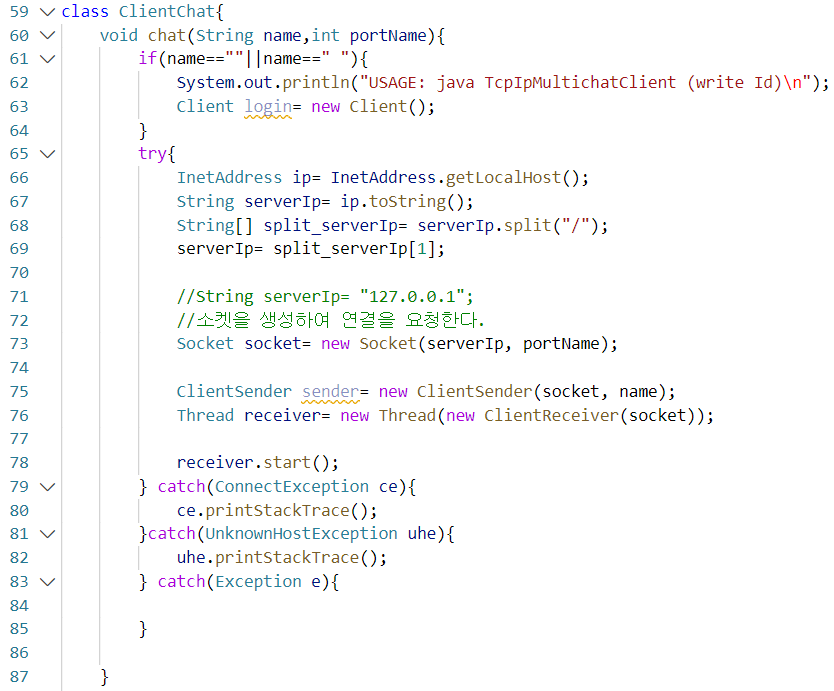 59 class ClientChat{
60 void chat(String name,int portName){
61 if(name==""||name==" "){
62 System.out.println("USAGE: java TcpIpMultichatClient (write Id)\n");
63 Client login= new Client();
64 }
65 try{
66 InetAddress ip= InetAddress.getLocalHost();
67 String serverIp= ip.toString();
68 String[] split_serverIp= serverIp.split("/");
69 serverIp= split_serverIp[1];
70
71 //String serverIp= "127.0.0.1";
72 //소켓을 생성하여 연결을 요청한다.
73 Socket socket= new Socket(serverIp, portName);
74
75 ClientSender sender= new ClientSender(socket, name);
76 Thread receiver= new Thread(new ClientReceiver(socket));
77
78 receiver.start();
79 } catch(ConnectException ce){
80 ce.printStackTrace();
81 }catch(UnknownHostException uhe){
82 uhe.printStackTrace();
83 } catch(Exception e){
84
85 }
86
87 }